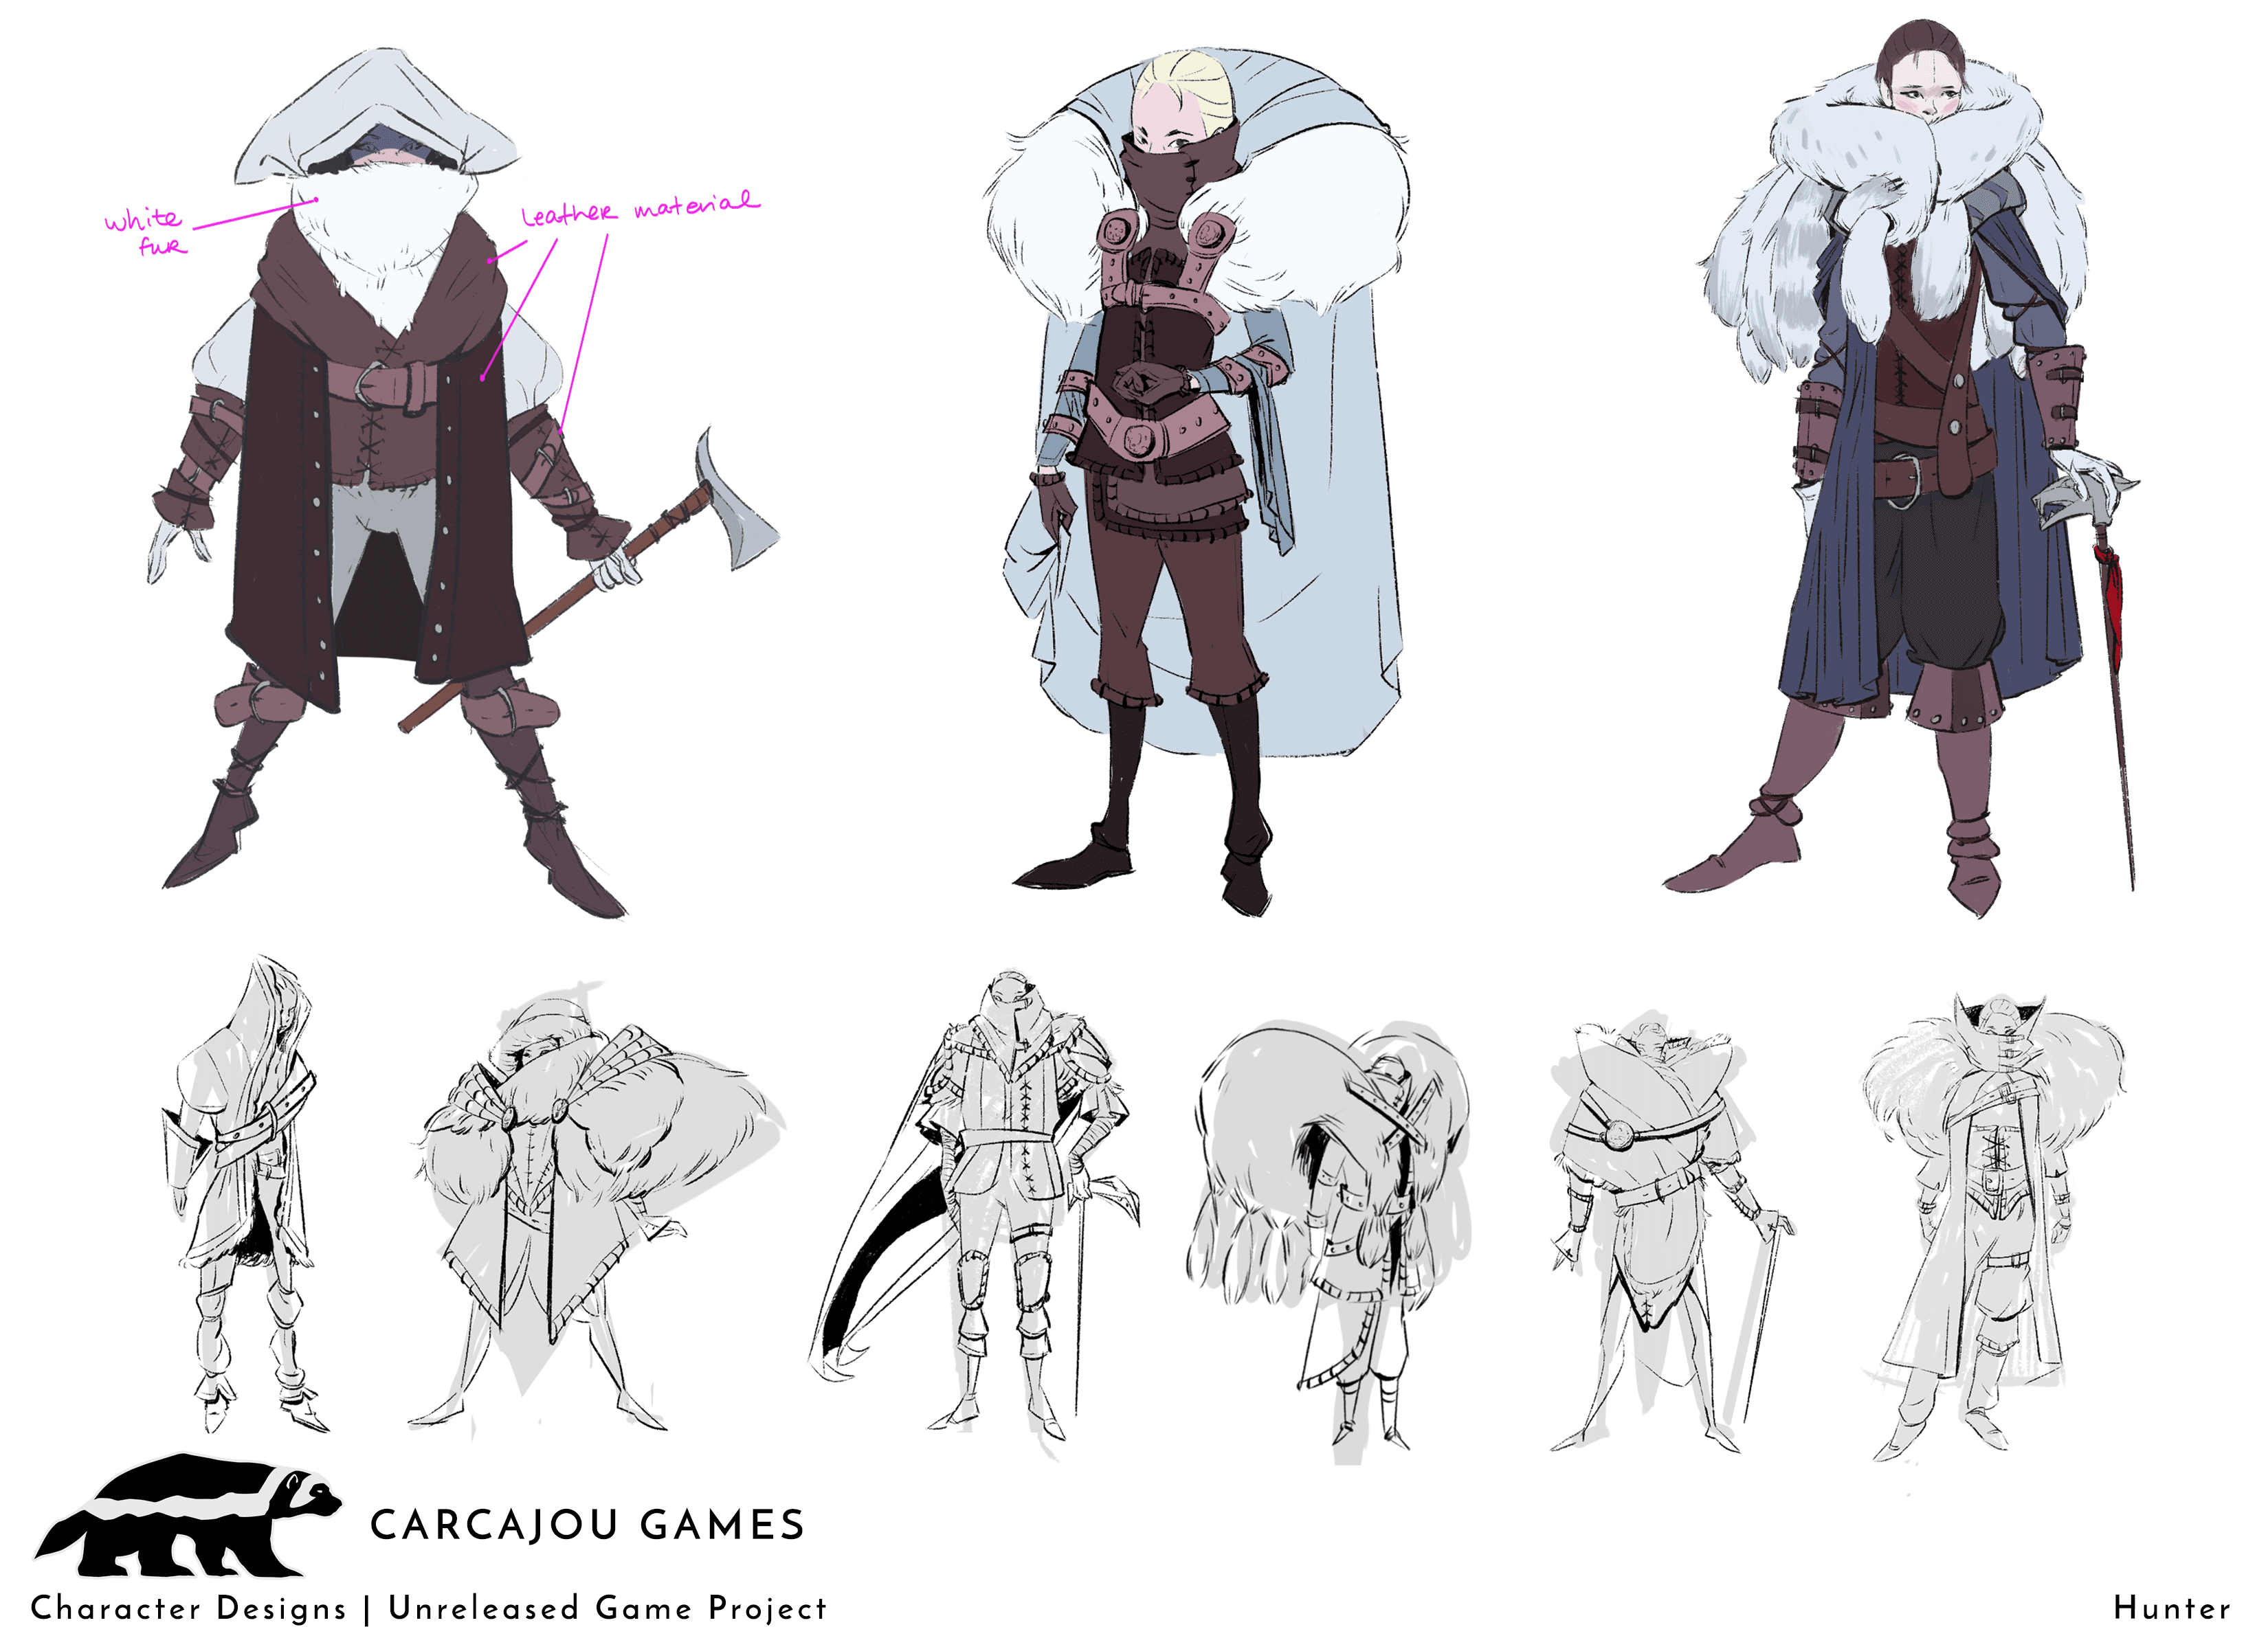 white
fur
leather material
CARCAJOU GAMES
Character Designs | Unreleased Game Project
Hunter